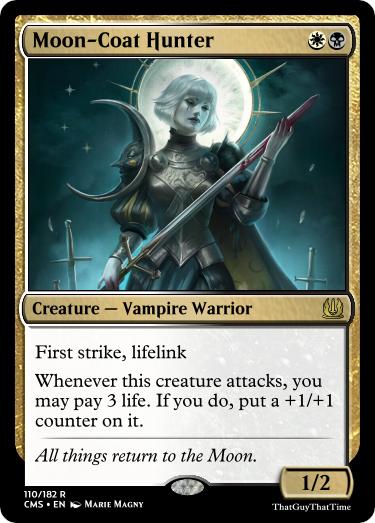 Moon-Coat Hunter
Creature — Vampire Warrior
First strike, lifelink
Whenever this creature attacks, you
may pay 3 life. If you do, put a +1/+1
counter on it.
All things return to the Moon.
1/2
110/182 R
CMS • EN Marie Magny
ThatGuyThatTime